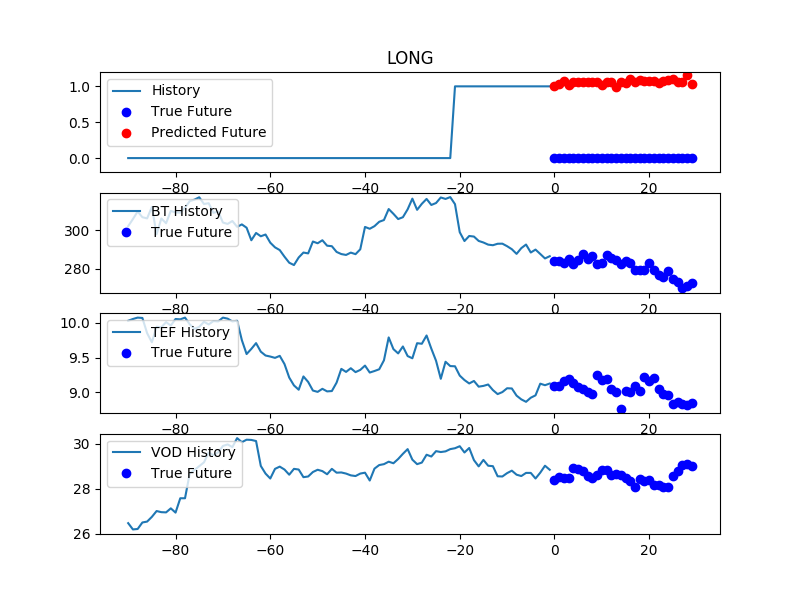 LONG
1.0
0.5
0.0
History
True Future
Predicted Future
−80 −60 −40 −20 0 20
300
280
BT History
True Future
−80 −60 −40 −20 0 20
10.0
9.5
9.0
TEF History
True Future
−80 −60 −40 −20 0 20
30
28
26
VOD History
True Future
−80 −60 −40 −20 0 20